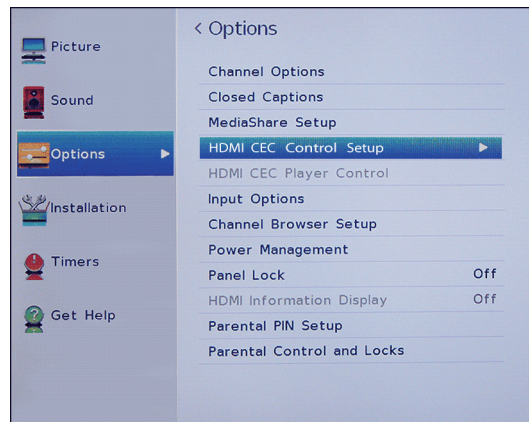 Picture
Sound
Options
Installation
Timers
Get Help
< Options
Channel Options
Closed Captions
MediaShare Setup
HDMI CEC Control Setup
HDMI CEC Player Control
Input Options
Channel Browser Setup
Power Management
Panel Lock Off
HDMI Information Display Off
Parental PIN Setup
Parental Control and Locks